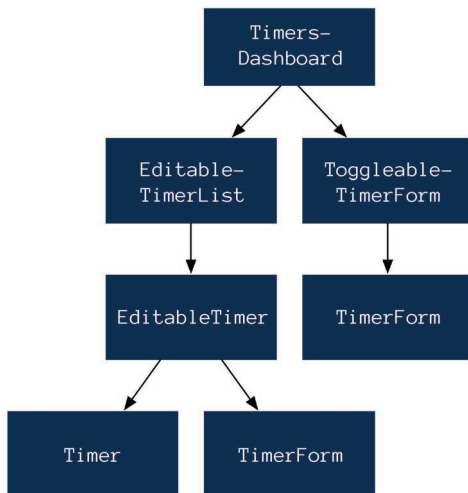 Timers-
Dashboard
Editable-
TimerList
Toggleable-
TimerForm
EditableTimer
TimerForm
Timer
TimerForm